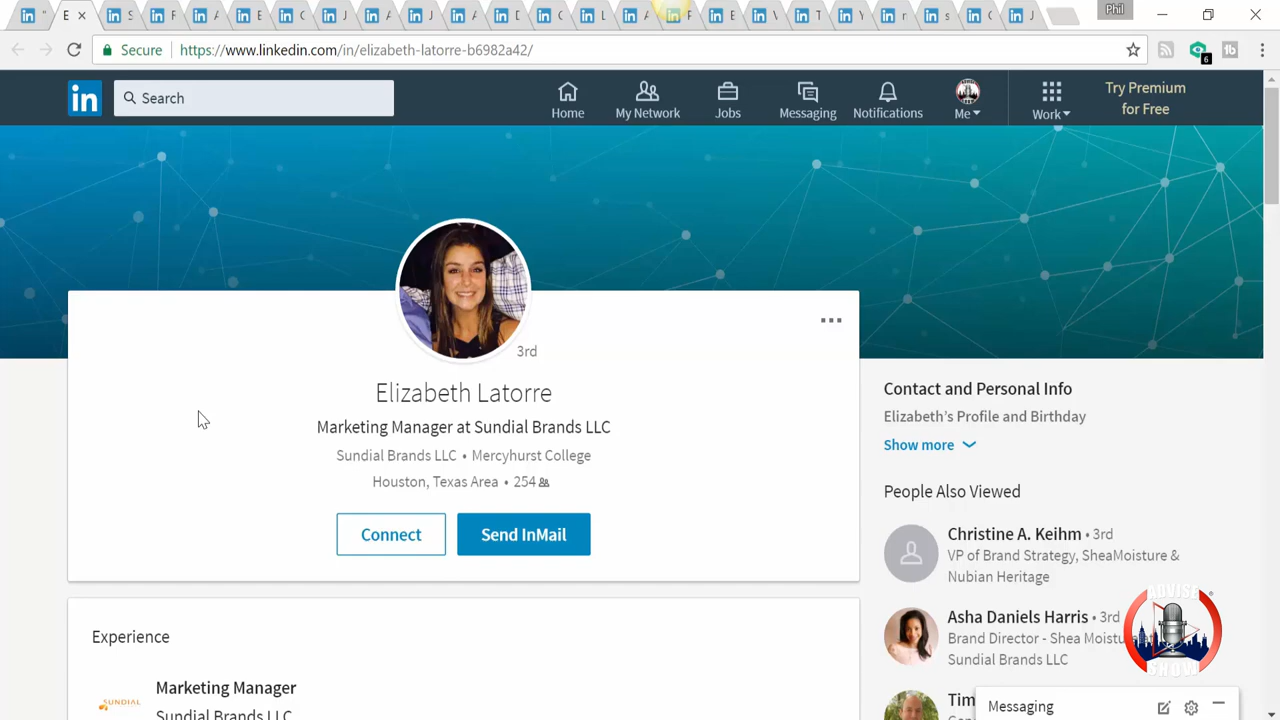 Phil
Secure
https://www.linkedin.com/in/elizabeth-latorre-b6982a42/
6
in
Search
Home
My Network
Jobs
Messaging
Notifications
Me
Work
Try Premium
for Free
3rd
Elizabeth Latorre
Marketing Manager at Sundial Brands LLC
Sundial Brands LLC • Mercyhurst College
Houston, Texas Area • 254
Connect
Send InMail
Experience
Marketing Manager
Sundial Brands LLC
SUNDIAL
Contact and Personal Info
Elizabeth's Profile and Birthday
Show more
People Also Viewed
Christine A. Keihm • 3rd
VP of Brand Strategy, SheaMoisture &
Nubian Heritage
Asha Daniels Harris • 3rd
Brand Director - Shea
Sundial Brands LLC
ADVISE
SHOW
Messaging